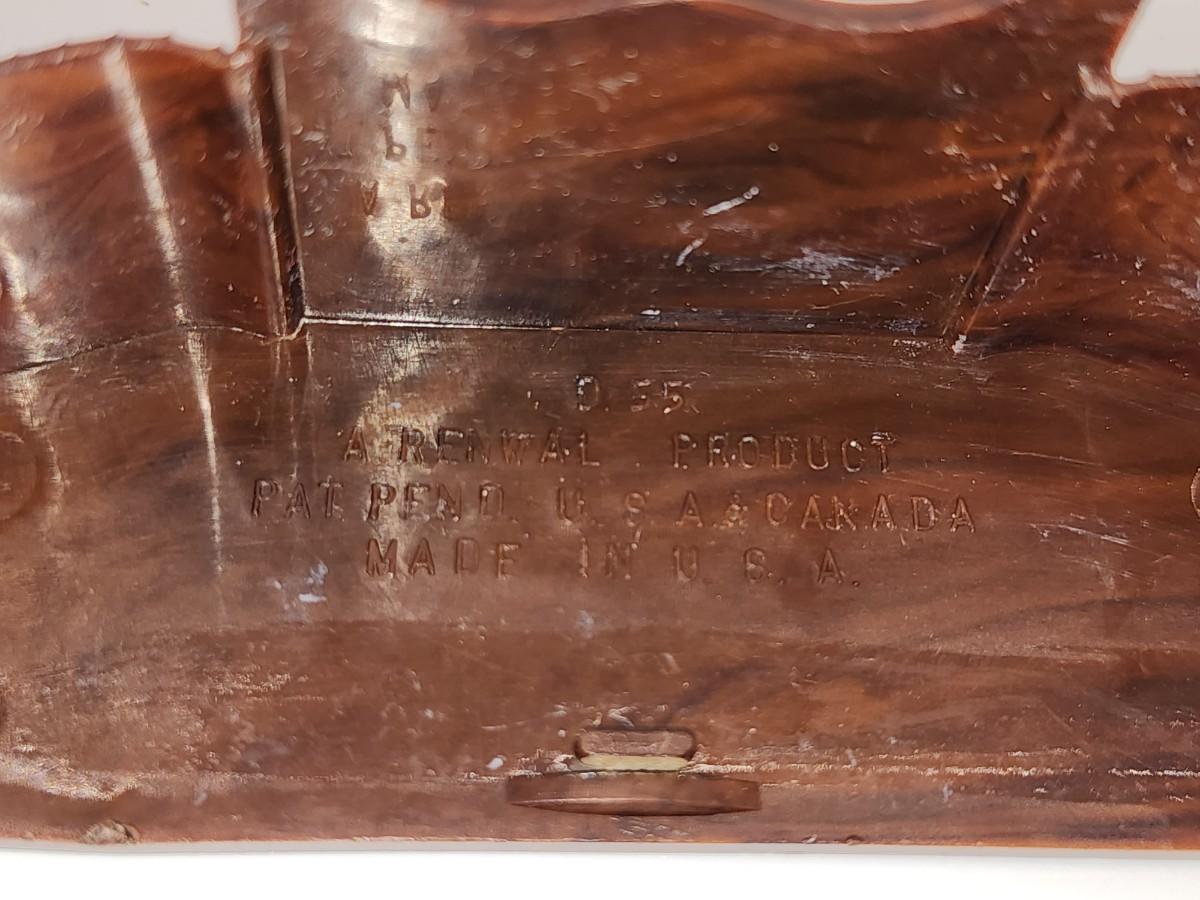 D. 55.
A RENWAL . PRODUCT
PAT. PEND. U. S. A. & CANADA
MADE IN U. S. A.